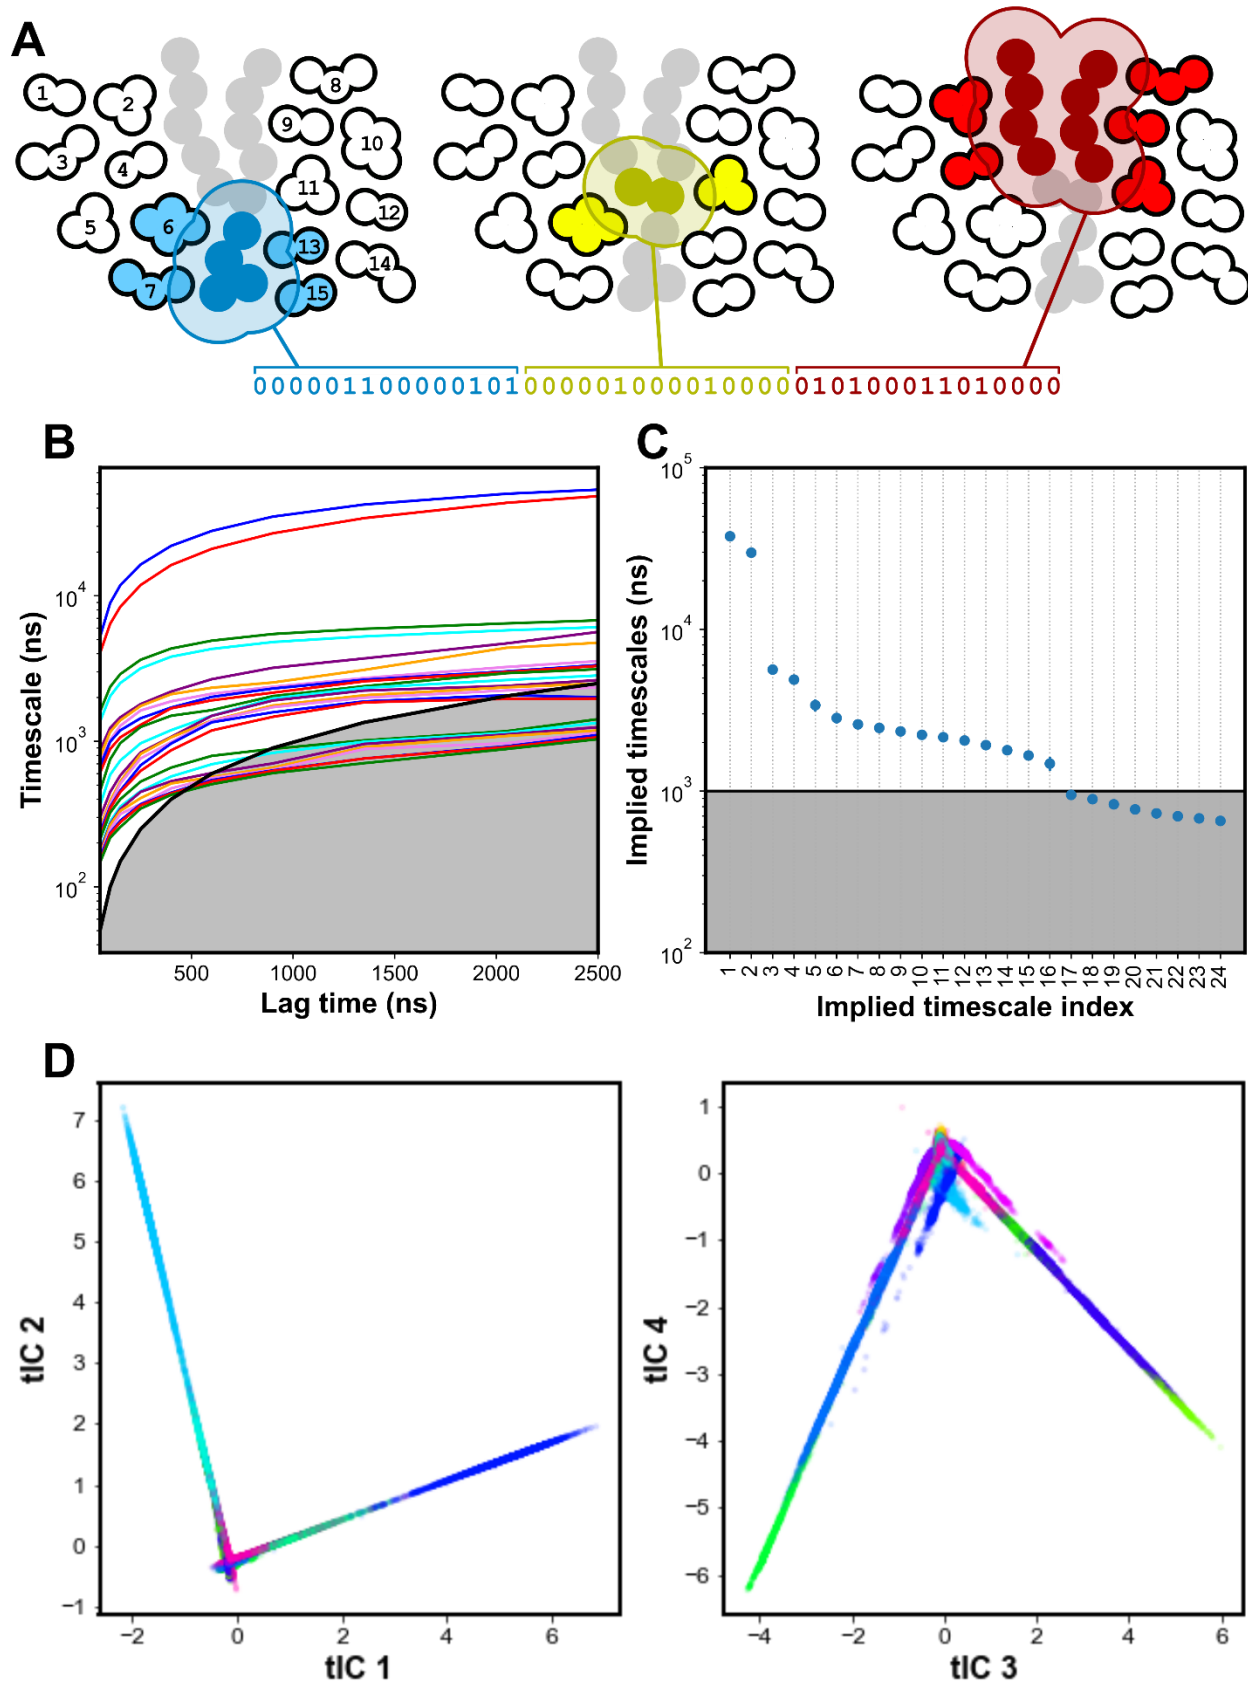 A
1
2
3
4
5
6
7
8
9
10
11
12
13
14
15
000001100000101 000001000010000 010100011010000
B
Timescale (ns)
10^4
10^3
10^2
500 1000 1500 2000 2500
Lag time (ns)
C
Implied timescales (ns)
10^5
10^4
10^3
10^2
1 2 3 4 5 6 7 8 9 10 11 12 13 14 15 16 17 18 19 20 21 22 23 24
Implied timescale index
D
tIC 2
7
6
5
4
3
2
1
0
−1
−2 0 2 4 6
tIC 1
tIC 4
1
0
−1
−2
−3
−4
−5
−6
−4 −2 0 2 4 6
tIC 3